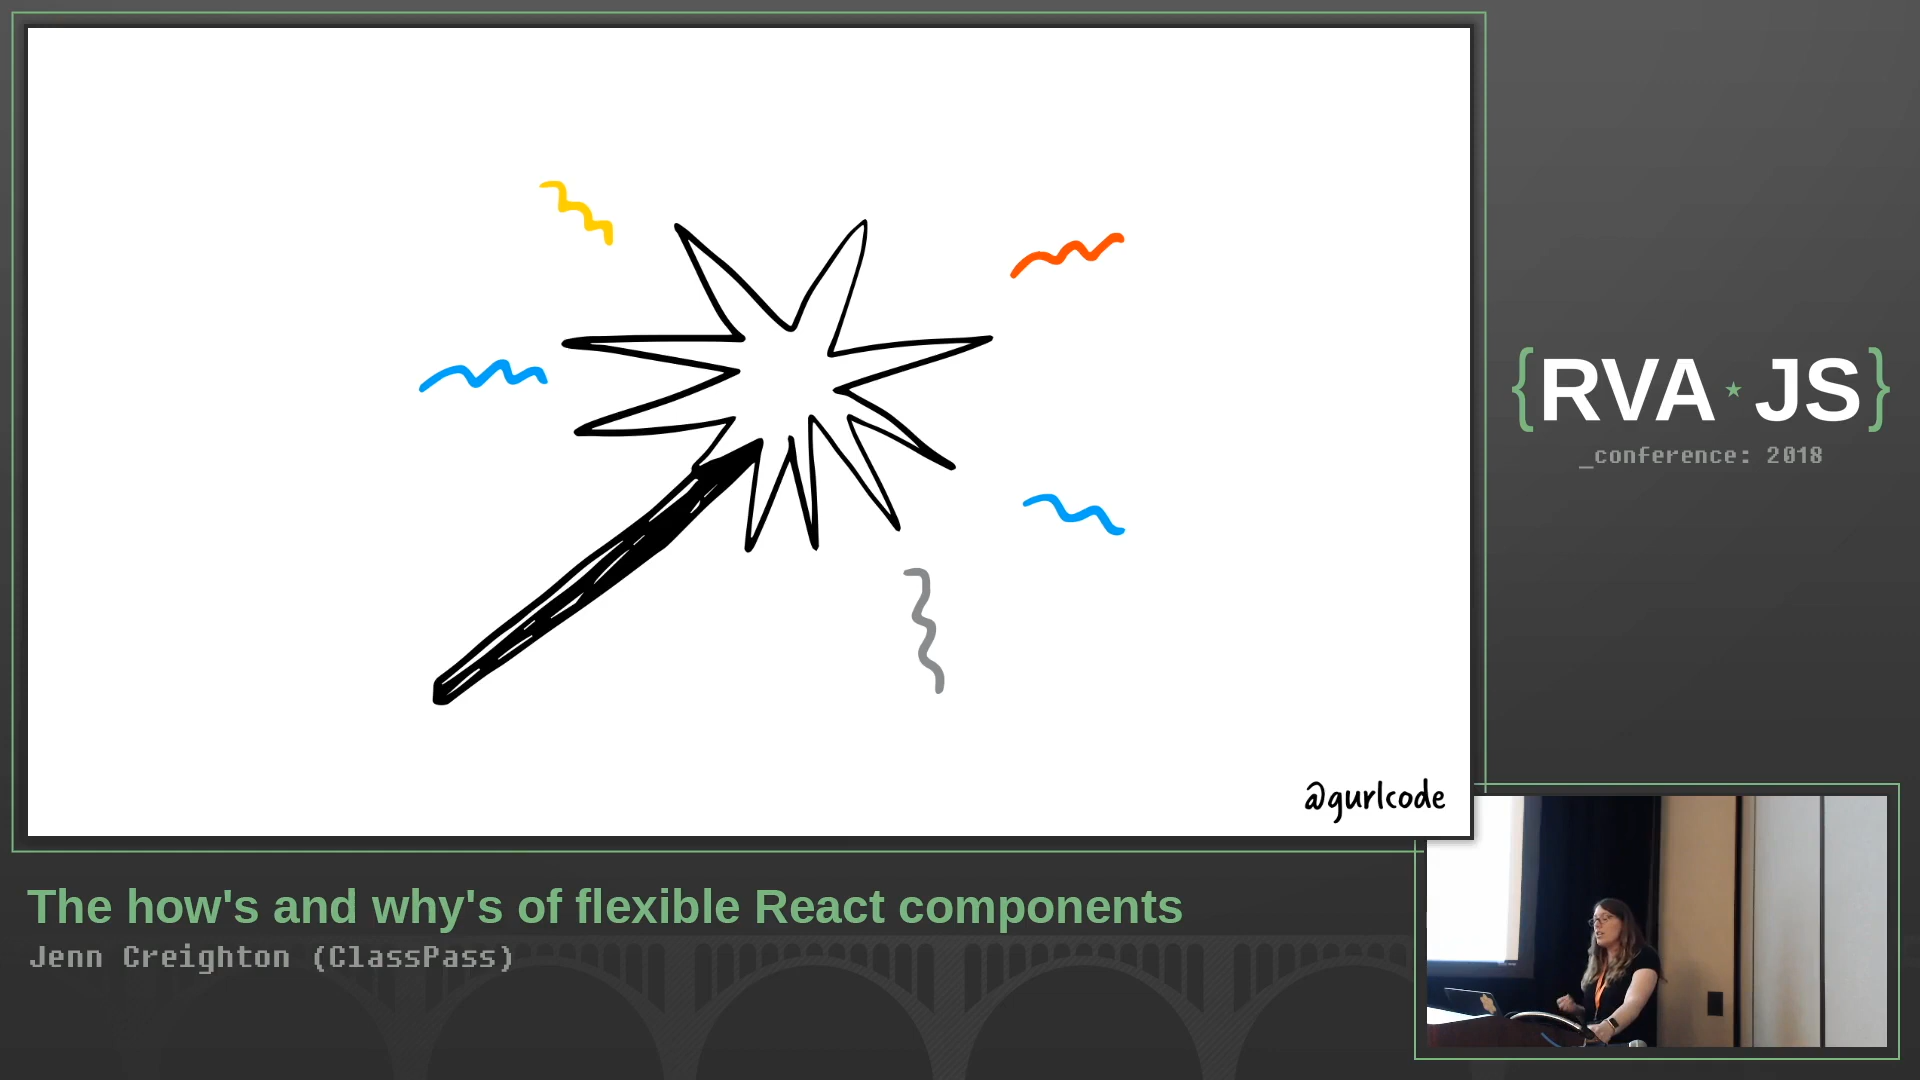 @gurlcode
{RVA★JS}
_conference: 2018
The how's and why's of flexible React components
Jenn Creighton (ClassPass)